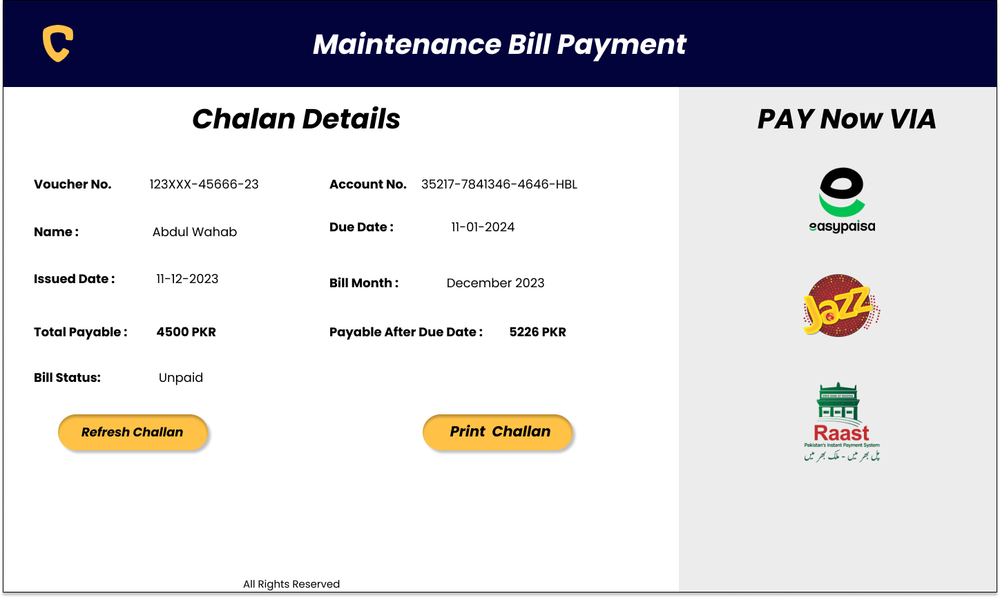 Maintenance Bill Payment
Chalan Details
Voucher No. 123XXX-45666-23 Account No. 35217-7841346-4646-HBL
Name : Abdul Wahab Due Date : 11-01-2024
Issued Date : 11-12-2023 Bill Month : December 2023
Total Payable : 4500 PKR Payable After Due Date : 5226 PKR
Bill Status: Unpaid
Refresh Challan Print Challan
PAY Now VIA
easypaisa
Jazz
STATE BANK OF PAKISTAN
Raast
Pakistan's Instant Payment System
پل بھر میں - ملک بھر میں
All Rights Reserved